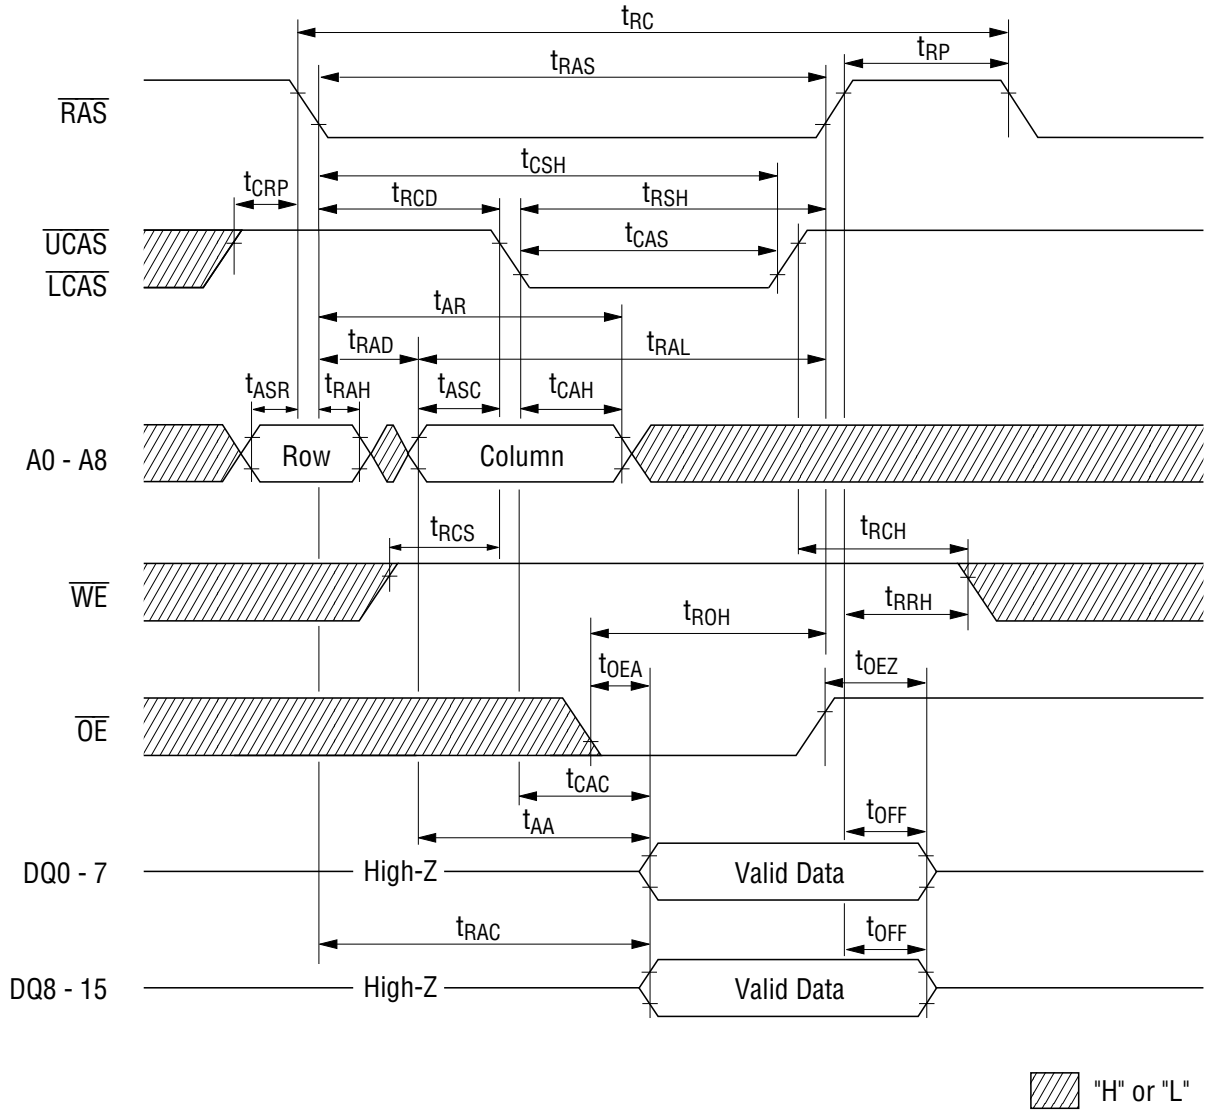 tRC
tRP
tRAS
RAS
tCSH
tCRP
tRCD
tRSH
UCAS
tCAS
LCAS
tAR
tRAD
tRAL
tASR
tRAH
tASC
tCAH
A0 - A8
Row
Column
tRCS
tRCH
WE
tRRH
tROH
tOEA
tOEZ
OE
tCAC
tOFF
tAA
DQ0 - 7
High-Z
Valid Data
tRAC
tOFF
DQ8 - 15
High-Z
Valid Data
"H" or "L"